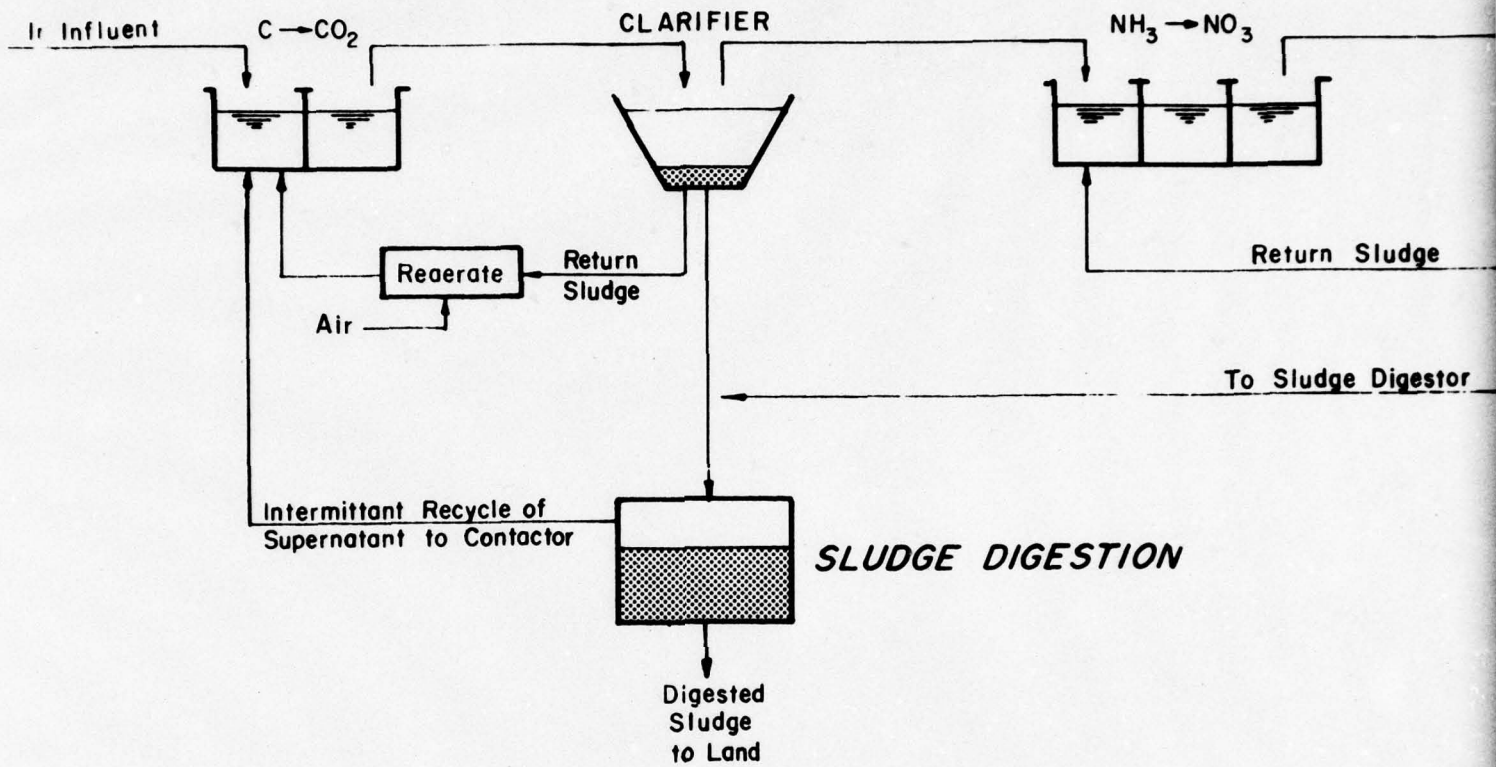 Ir Influent
C→CO₂
CLARIFIER
NH₃→NO₃
Reaerate
Return
Sludge
Air
Return Sludge
To Sludge Digestor
Intermittant Recycle of
Supernatant to Contactor
SLUDGE DIGESTION
Digested
Sludge
to Land